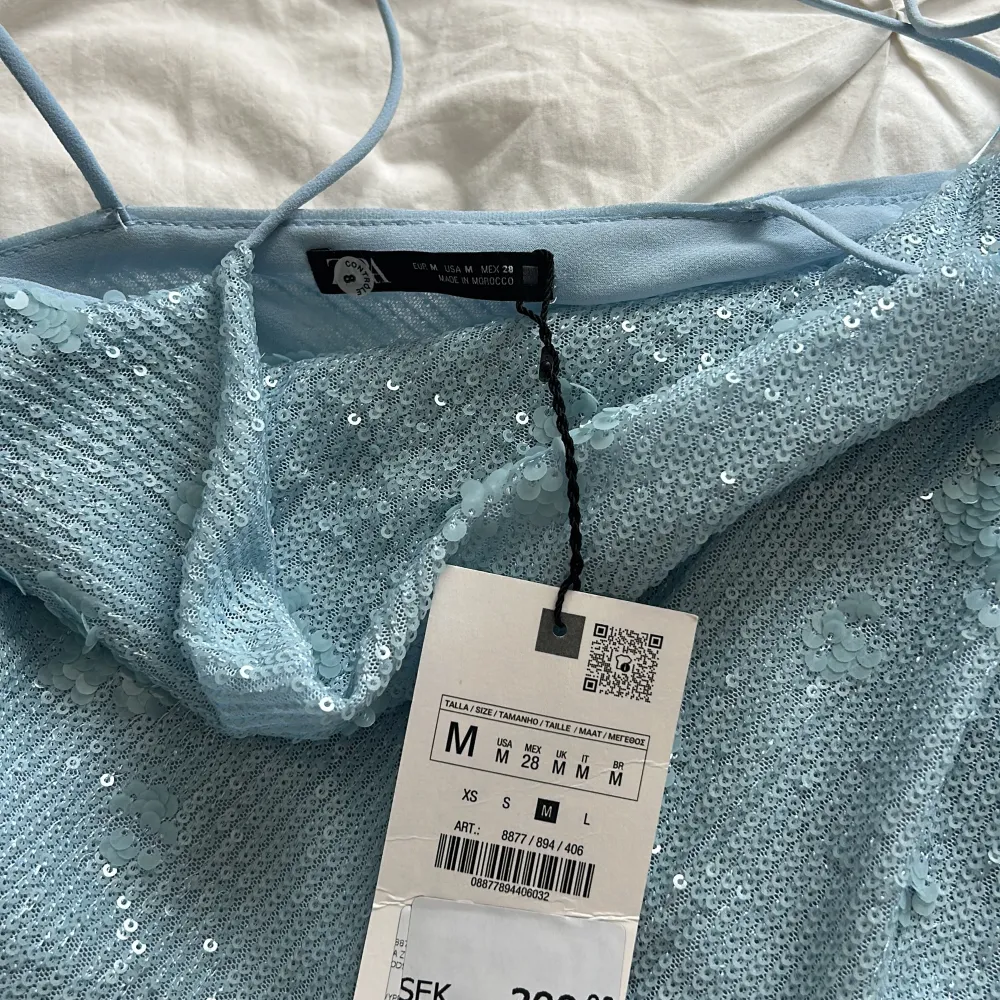 CONTROLE
8
EUR M USA M MEX 28
MADE IN MOROCCO
TALLA / SIZE / TAMANHO / TAILLE / MAAT / ΜΕΓΕΘΟΣ
M USA M MEX 28 UK M IT M BR M
XS S M L
ART.: 8877 / 894 / 406
08877894406032
SEK